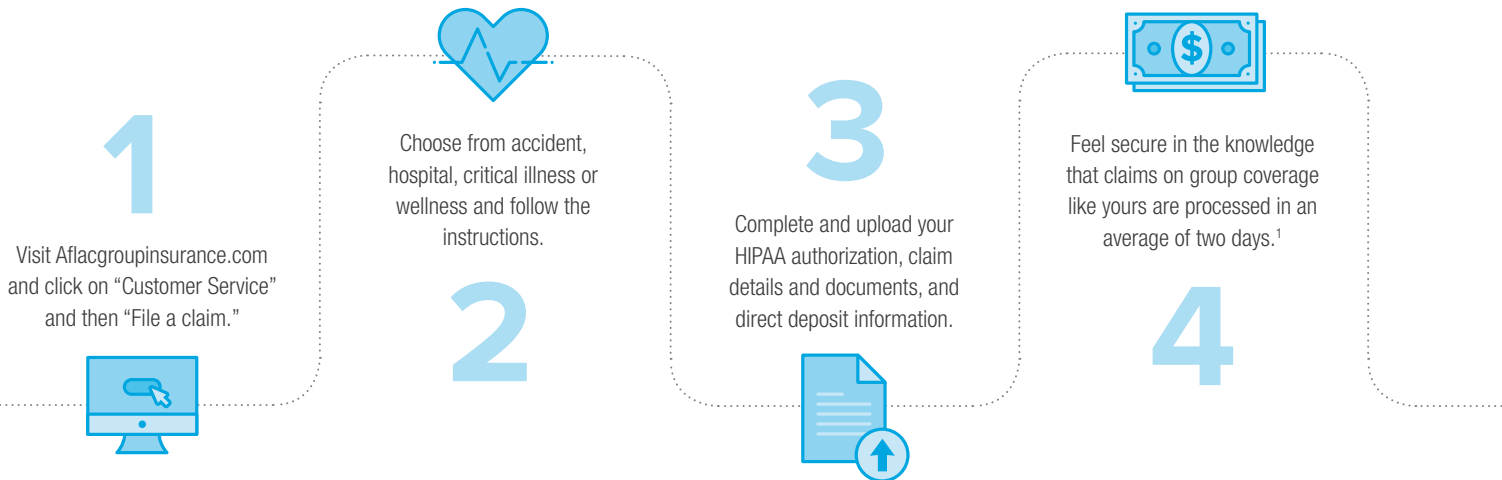 1
Visit Aflacgroupinsurance.com
and click on “Customer Service”
and then “File a claim.”
Choose from accident,
hospital, critical illness or
wellness and follow the
instructions.
2
3
Complete and upload your
HIPAA authorization, claim
details and documents, and
direct deposit information.
$
Feel secure in the knowledge
that claims on group coverage
like yours are processed in an
average of two days.¹
4